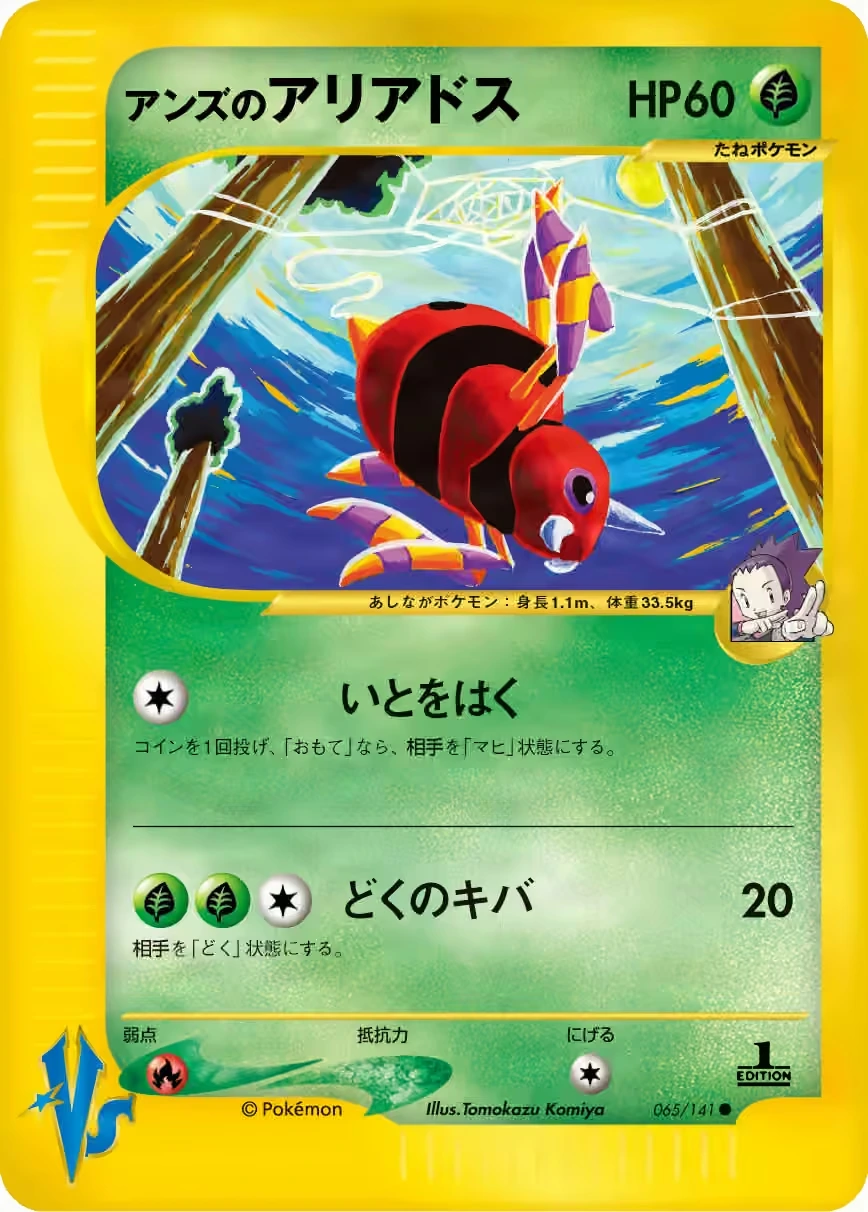 アンズのアリアドス HP60
たねポケモン
あしながポケモン：身長1.1m、体重33.5kg
いとをはく
コインを1回投げ、「おもて」なら、相手を「マヒ」状態にする。
どくのキバ 20
相手を「どく」状態にする。
弱点 抵抗力 にげる
1
EDITION
VS
© Pokémon Illus.Tomokazu Komiya 065/141